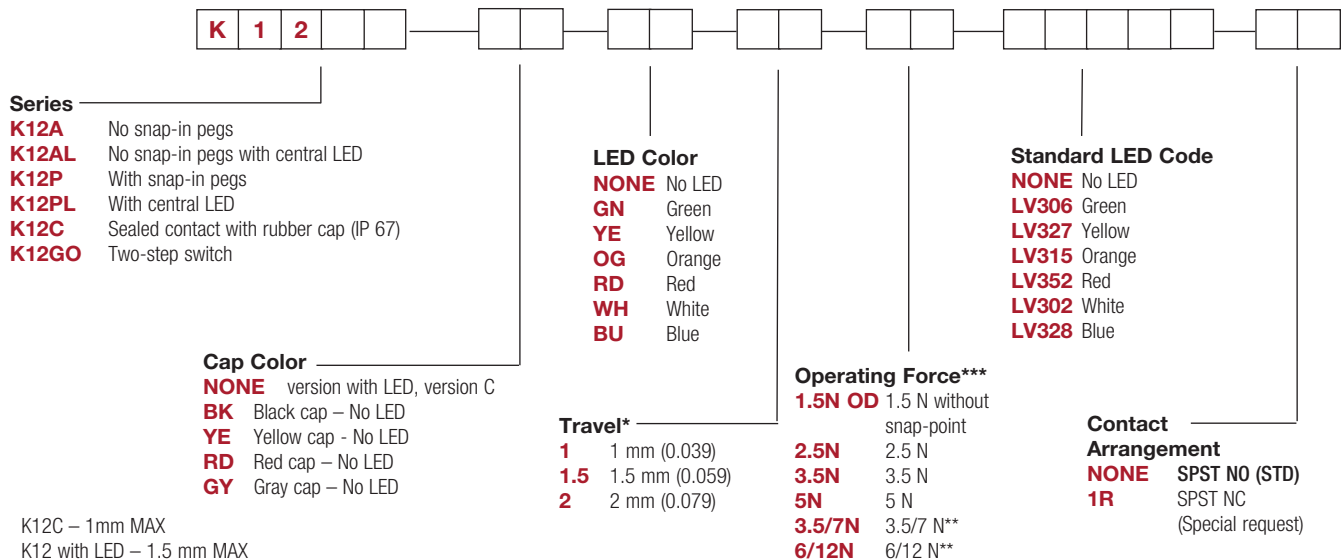 K 1 2
Series
K12A No snap-in pegs
K12AL No snap-in pegs with central LED
K12P With snap-in pegs
K12PL With central LED
K12C Sealed contact with rubber cap (IP 67)
K12GO Two-step switch
Cap Color
NONE version with LED, version C
BK Black cap – No LED
YE Yellow cap - No LED
RD Red cap – No LED
GY Gray cap – No LED
LED Color
NONE No LED
GN Green
YE Yellow
OG Orange
RD Red
WH White
BU Blue
Travel*
1 1 mm (0.039)
1.5 1.5 mm (0.059)
2 2 mm (0.079)
Operating Force***
1.5N OD 1.5 N without
snap-point
2.5N 2.5 N
3.5N 3.5 N
5N 5 N
3.5/7N 3.5/7 N**
6/12N 6/12 N**
Standard LED Code
NONE No LED
LV306 Green
LV327 Yellow
LV315 Orange
LV352 Red
LV302 White
LV328 Blue
Contact
Arrangement
NONE SPST NO (STD)
1R SPST NC
(Special request)
K12C – 1mm MAX
K12 with LED – 1.5 mm MAX